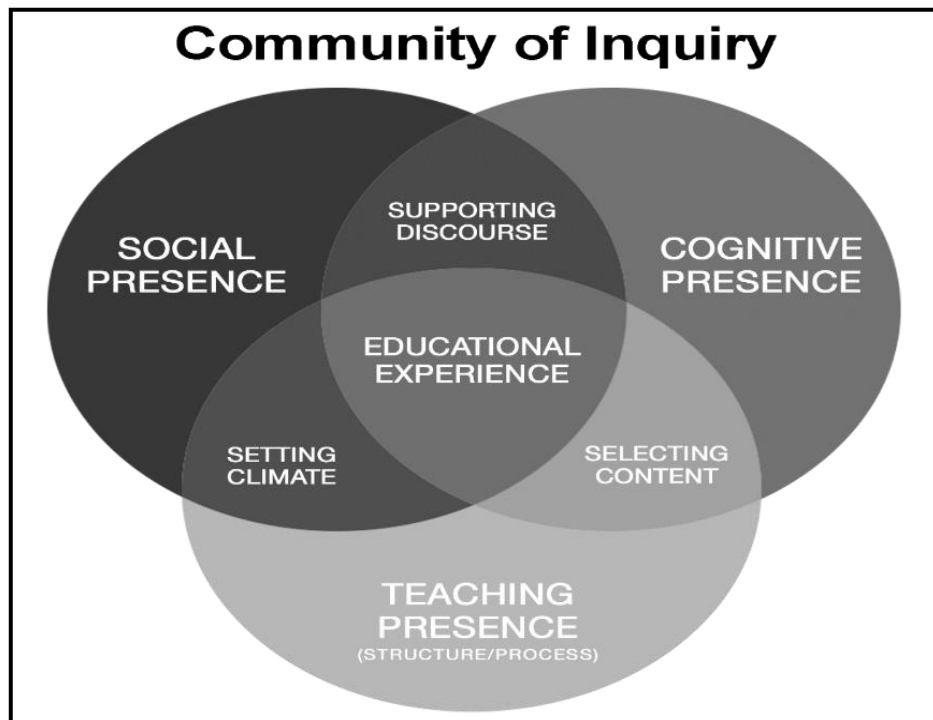 Community of Inquiry
SUPPORTING
DISCOURSE
SOCIAL
PRESENCE
COGNITIVE
PRESENCE
EDUCATIONAL
EXPERIENCE
SETTING
CLIMATE
SELECTING
CONTENT
TEACHING
PRESENCE
(STRUCTURE/PROCESS)